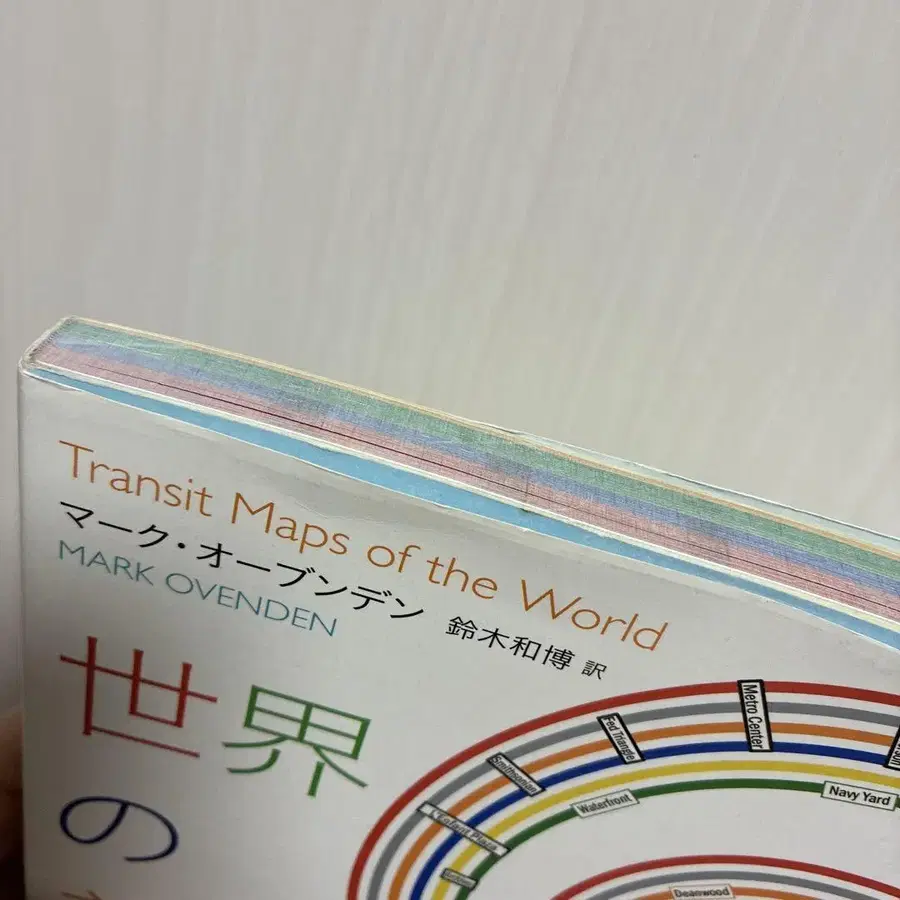 Transit Maps of the World
マーク・オーブンデン 鈴木和博 訳
MARK OVENDEN
世界
の
Metro Center
Fed Triangle
Smithsonian
L'Enfant Plaza
Waterfront
Navy Yard
Deanwood